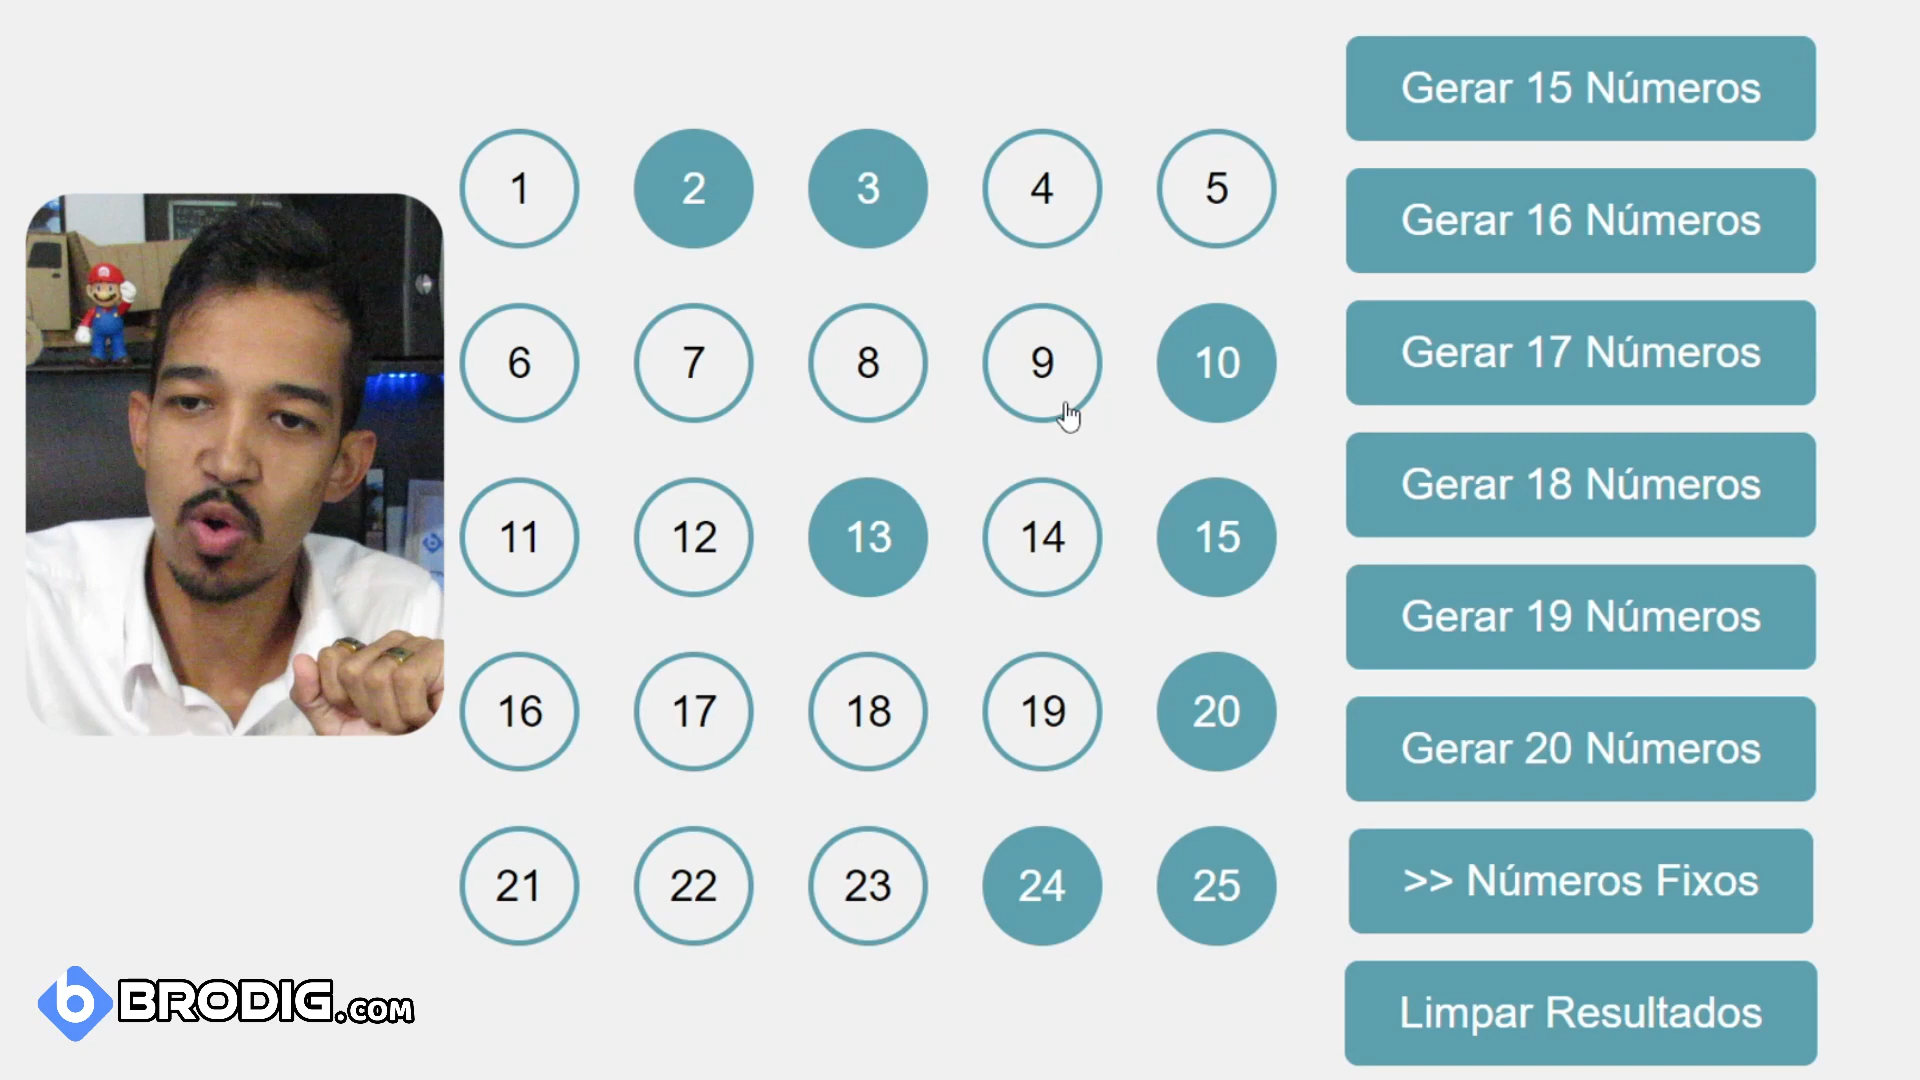 1 2 3 4 5
6 7 8 9 10
11 12 13 14 15
16 17 18 19 20
21 22 23 24 25
Gerar 15 Números
Gerar 16 Números
Gerar 17 Números
Gerar 18 Números
Gerar 19 Números
Gerar 20 Números
>> Números Fixos
Limpar Resultados
b BRODIG.COM